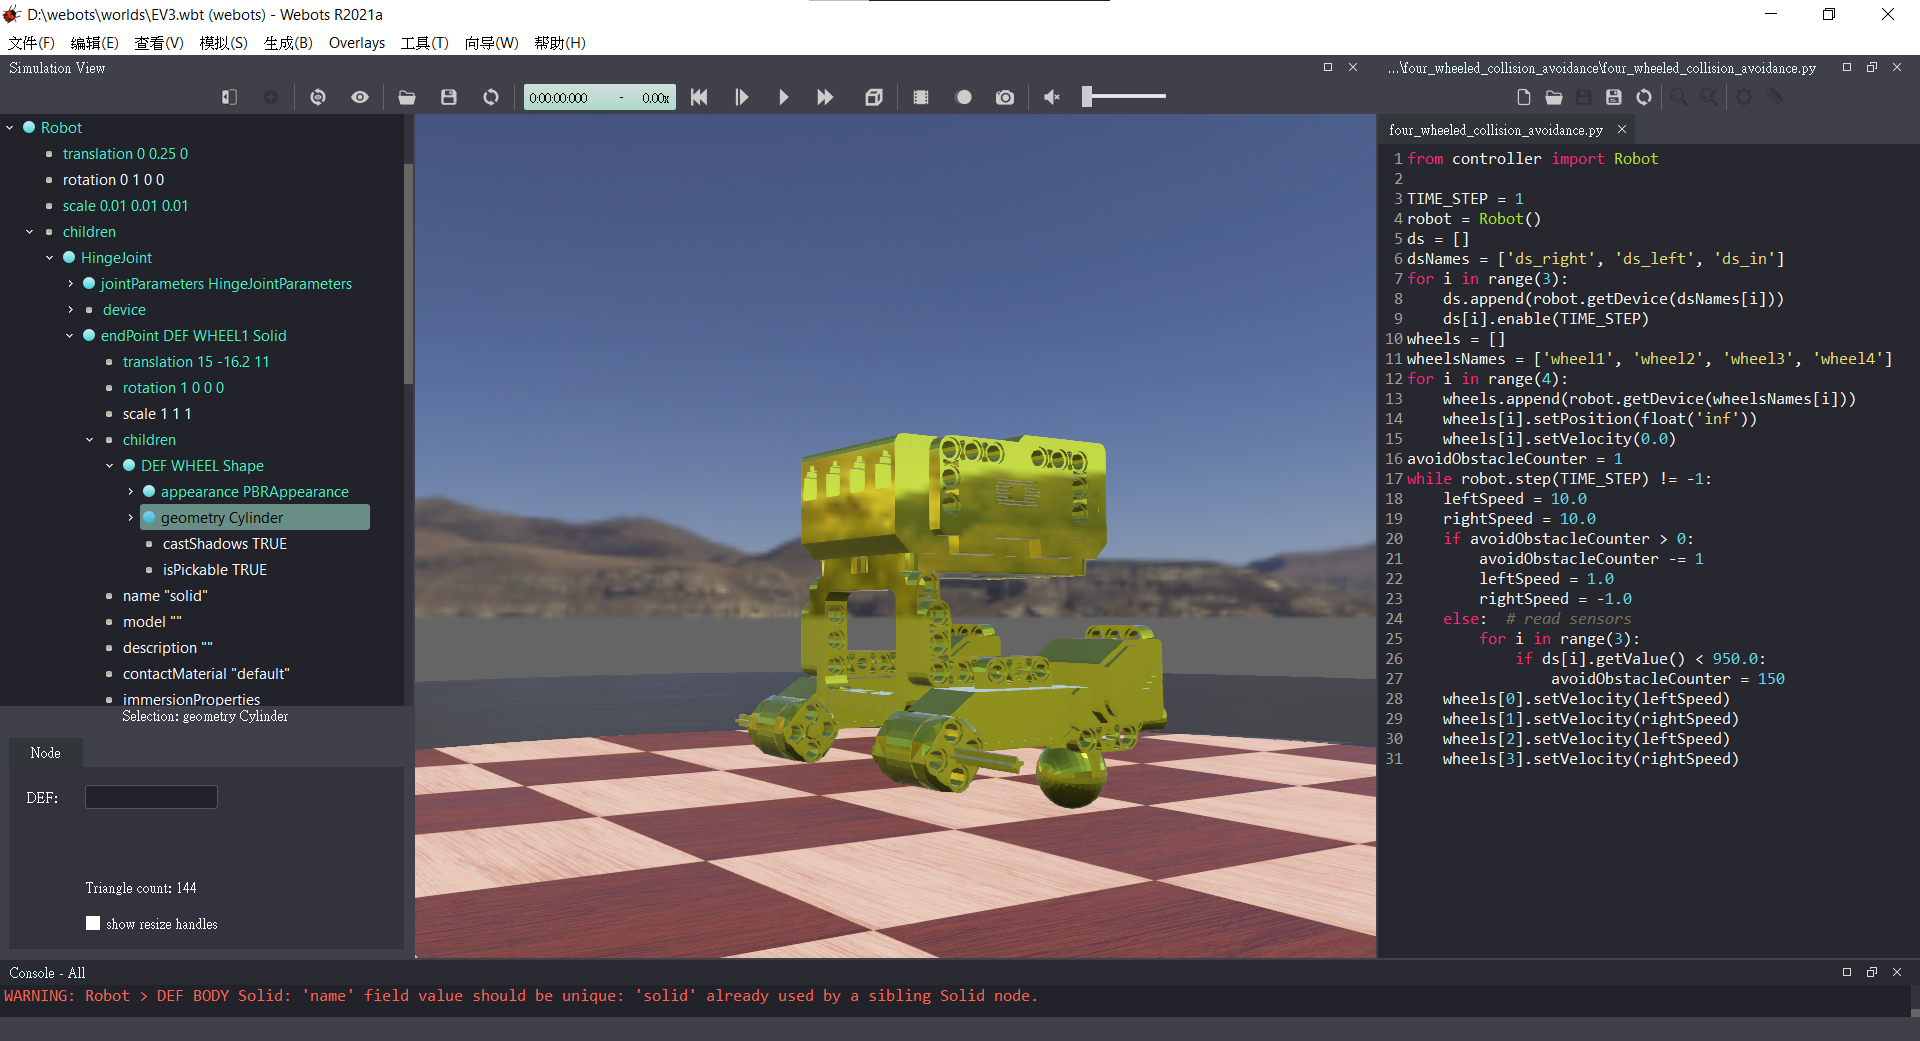 D:\webots\worlds\EV3.wbt (webots) - Webots R2021a
文件(F) 编辑(E) 查看(V) 模拟(S) 生成(B) Overlays 工具(T) 向导(W) 帮助(H)
Simulation View
0:00:00:000 - 0.00x
Robot
translation 0 0.25 0
rotation 0 1 0 0
scale 0.01 0.01 0.01
children
HingeJoint
jointParameters HingeJointParameters
device
endPoint DEF WHEEL1 Solid
translation 15 -16.2 11
rotation 1 0 0 0
scale 1 1 1
children
DEF WHEEL Shape
appearance PBRAppearance
geometry Cylinder
castShadows TRUE
isPickable TRUE
name "solid"
model ""
description ""
contactMaterial "default"
immersionProperties
Selection: geometry Cylinder
Node
DEF:
Triangle count: 144
show resize handles
...\four_wheeled_collision_avoidance\four_wheeled_collision_avoidance.py
four_wheeled_collision_avoidance.py
1 from controller import Robot
2
3 TIME_STEP = 1
4 robot = Robot()
5 ds = []
6 dsNames = ['ds_right', 'ds_left', 'ds_in']
7 for i in range(3):
8     ds.append(robot.getDevice(dsNames[i]))
9     ds[i].enable(TIME_STEP)
10 wheels = []
11 wheelsNames = ['wheel1', 'wheel2', 'wheel3', 'wheel4']
12 for i in range(4):
13     wheels.append(robot.getDevice(wheelsNames[i]))
14     wheels[i].setPosition(float('inf'))
15     wheels[i].setVelocity(0.0)
16 avoidObstacleCounter = 1
17 while robot.step(TIME_STEP) != -1:
18     leftSpeed = 10.0
19     rightSpeed = 10.0
20     if avoidObstacleCounter > 0:
21         avoidObstacleCounter -= 1
22         leftSpeed = 1.0
23         rightSpeed = -1.0
24     else:  # read sensors
25         for i in range(3):
26             if ds[i].getValue() < 950.0:
27                 avoidObstacleCounter = 150
28     wheels[0].setVelocity(leftSpeed)
29     wheels[1].setVelocity(rightSpeed)
30     wheels[2].setVelocity(leftSpeed)
31     wheels[3].setVelocity(rightSpeed)
Console - All
WARNING: Robot > DEF BODY Solid: 'name' field value should be unique: 'solid' already used by a sibling Solid node.